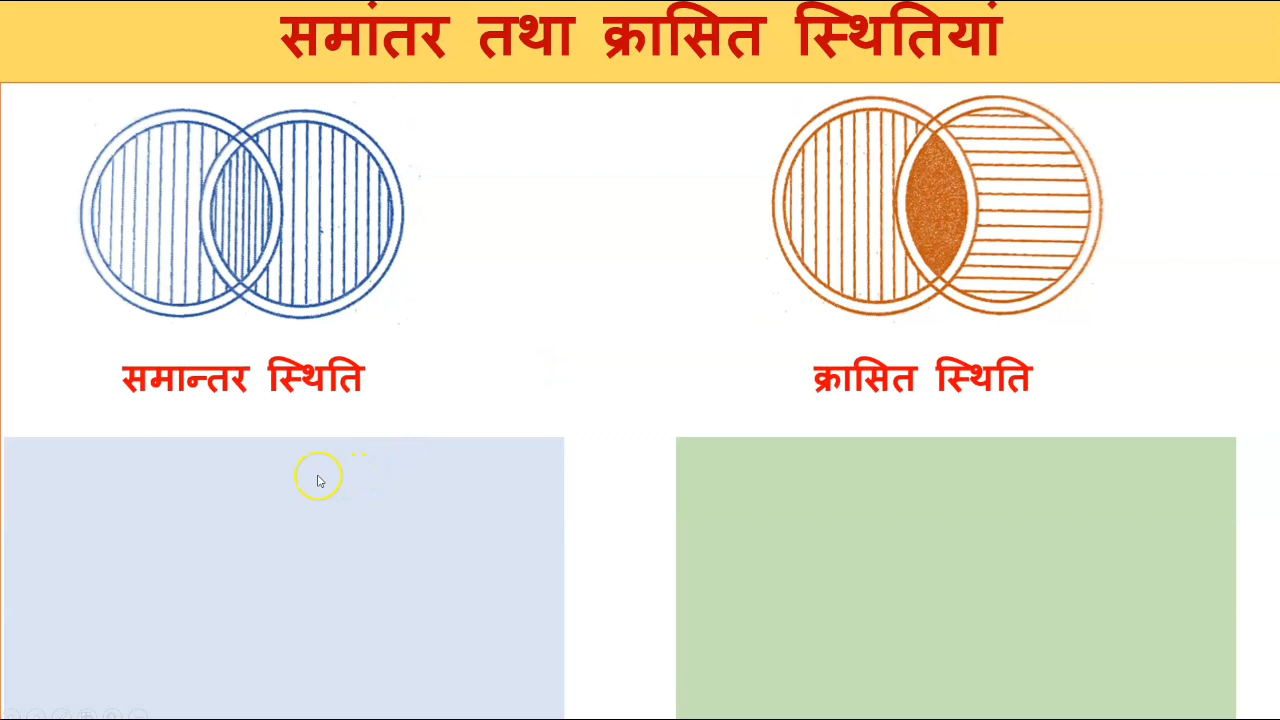 समांतर तथा क्रासित स्थितियां
समान्तर स्थिति
क्रासित स्थिति